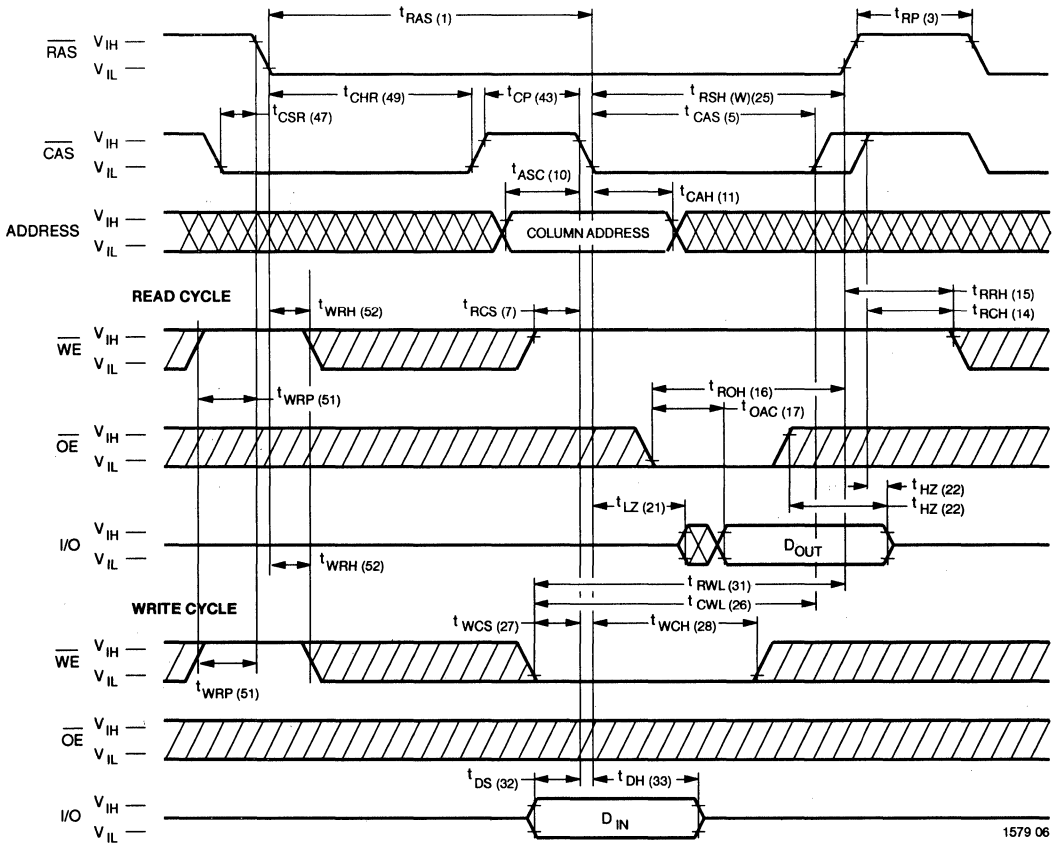 t RAS (1)
t RP (3)
RAS
V IH
V IL
t CHR (49)
t CP (43)
t RSH (W)(25)
t CSR (47)
t CAS (5)
CAS
V IH
V IL
t ASC (10)
t CAH (11)
ADDRESS
V IH
V IL
COLUMN ADDRESS
READ CYCLE
t RRH (15)
t WRH (52)
t RCS (7)
t RCH (14)
WE
V IH
V IL
t ROH (16)
t WRP (51)
t OAC (17)
OE
V IH
V IL
t HZ (22)
t LZ (21)
t HZ (22)
I/O
V IH
V IL
D OUT
t WRH (52)
t RWL (31)
WRITE CYCLE
t CWL (26)
t WCS (27)
t WCH (28)
WE
V IH
V IL
t WRP (51)
OE
V IH
V IL
t DS (32)
t DH (33)
I/O
V IH
V IL
D IN
1579 06